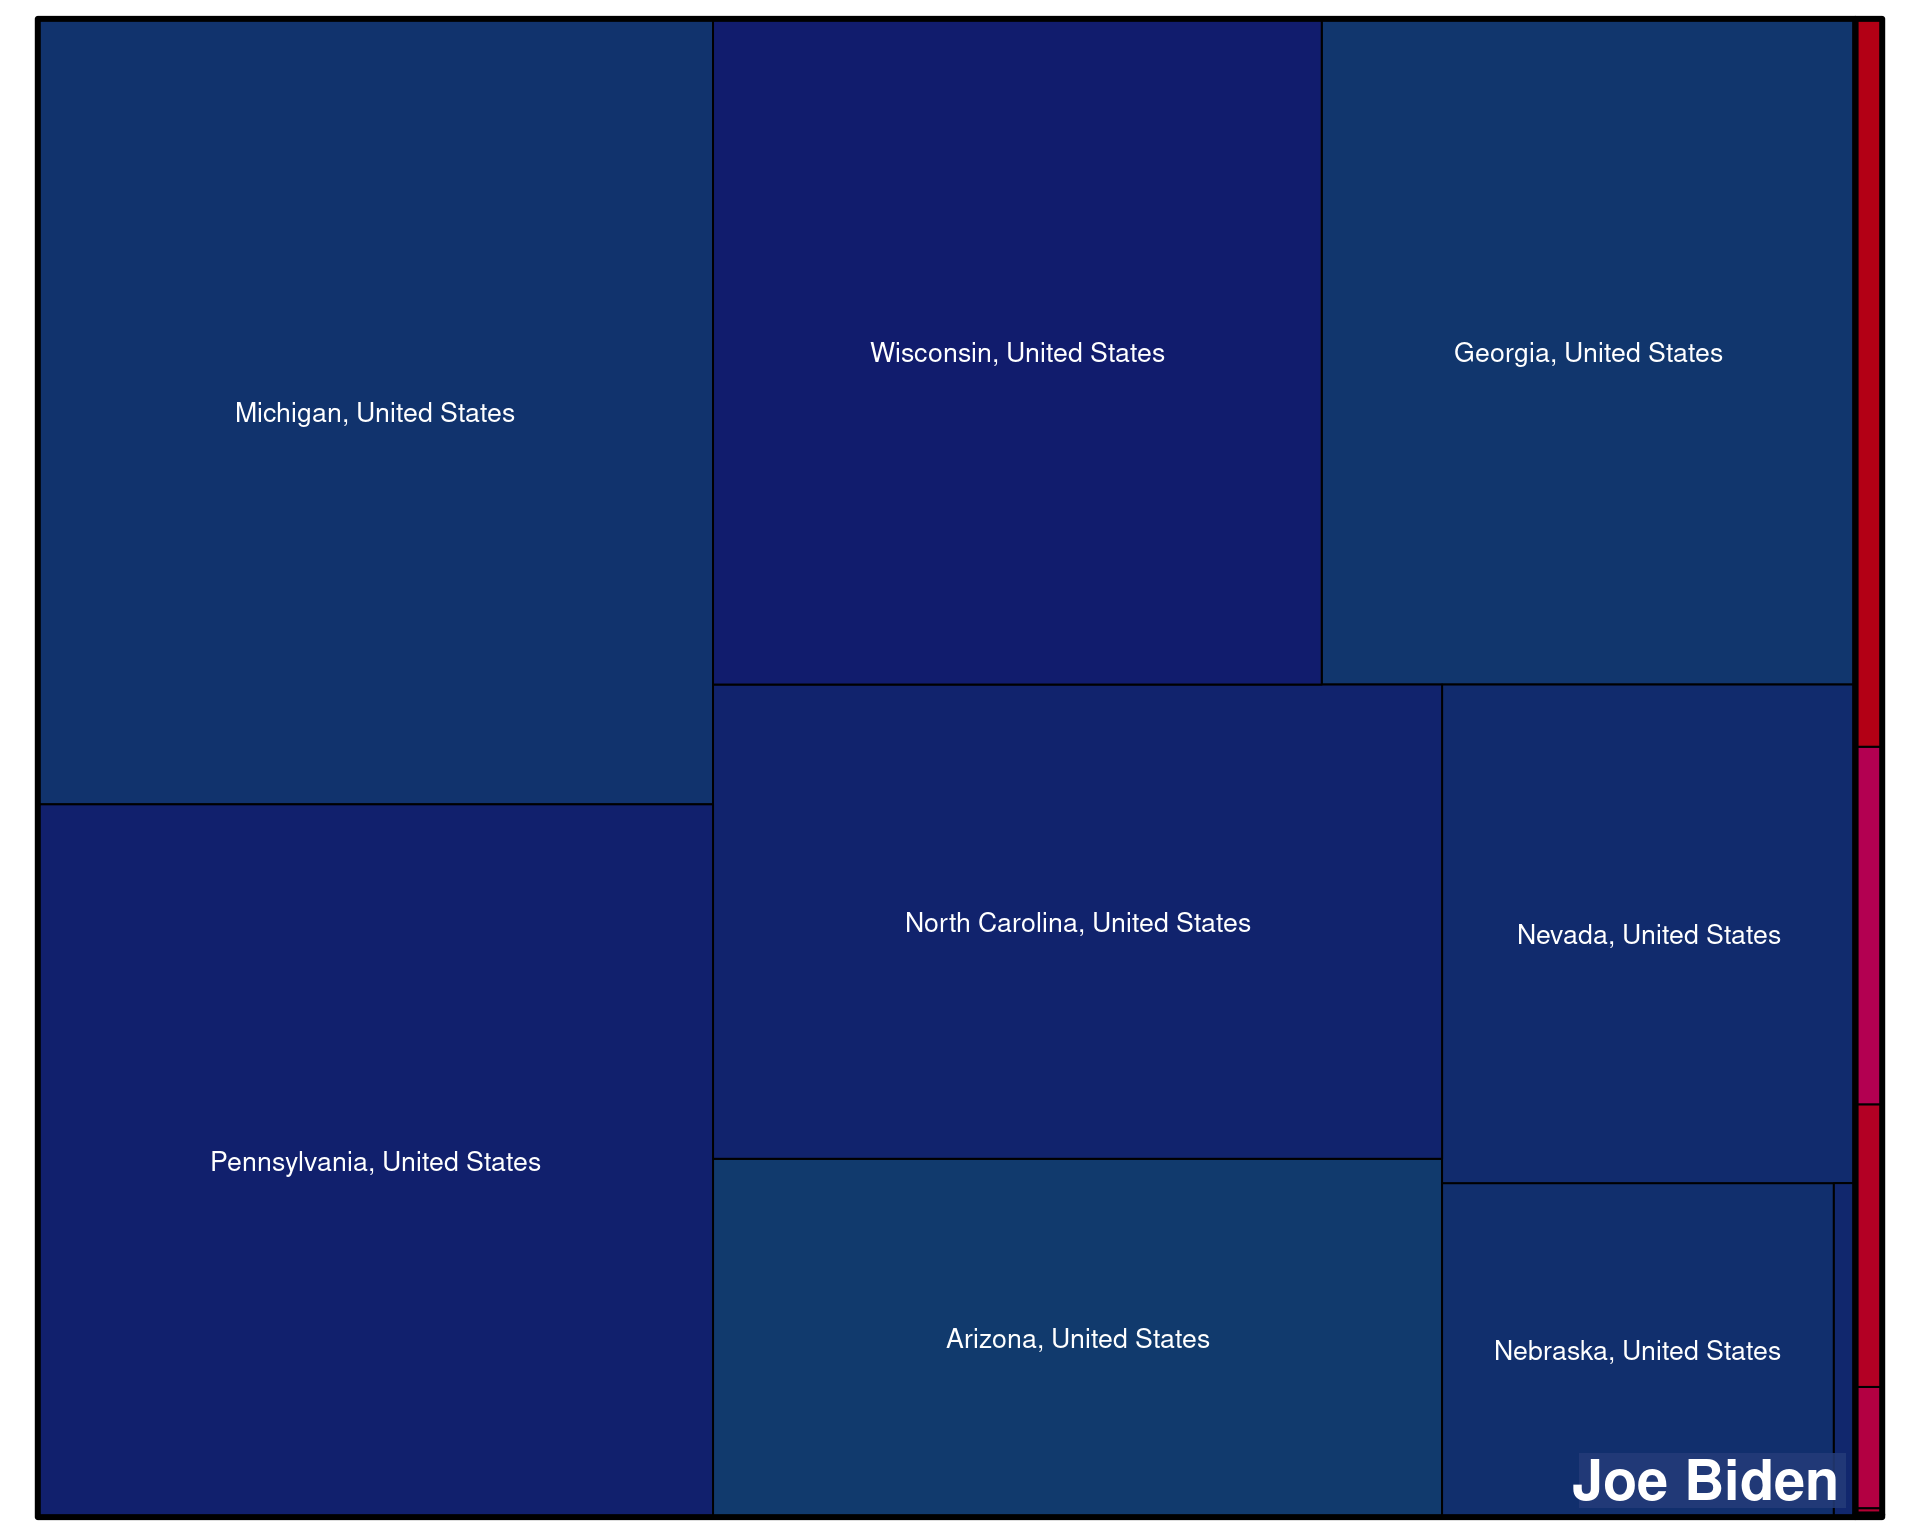 Michigan, United States
Wisconsin, United States
Georgia, United States
Pennsylvania, United States
North Carolina, United States
Nevada, United States
Arizona, United States
Nebraska, United States
Joe Biden